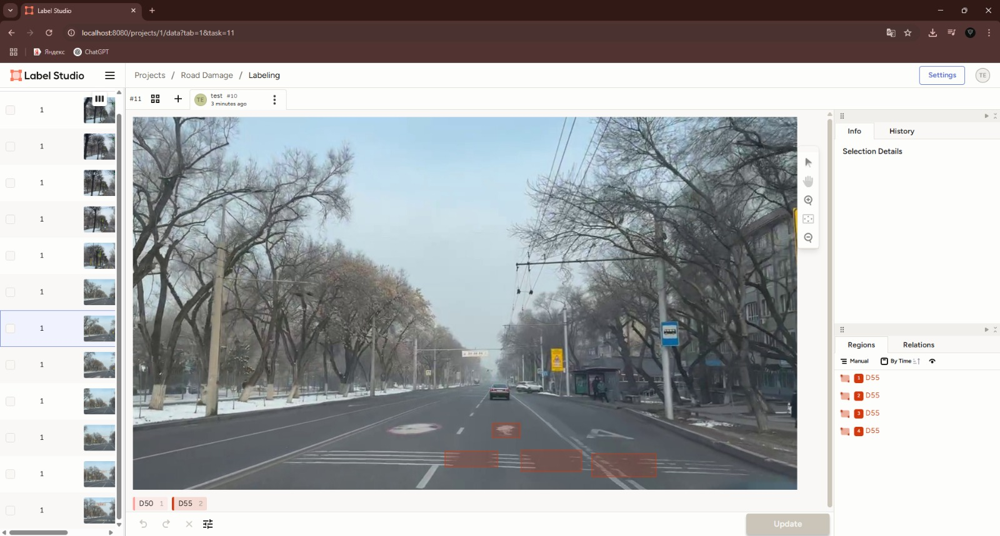 Label Studio
localhost:8080/projects/1/data?tab=1&task=11
Яндекс
ChatGPT
Label Studio
Projects / Road Damage / Labeling
Settings
TE
#11
TE
test #10
3 minutes ago
1
1
1
1
1
1
1
1
1
1
1
1
Info
History
Selection Details
Regions
Relations
Manual
By Time
1 D55
2 D55
3 D55
4 D55
D50 1
D55 2
Update